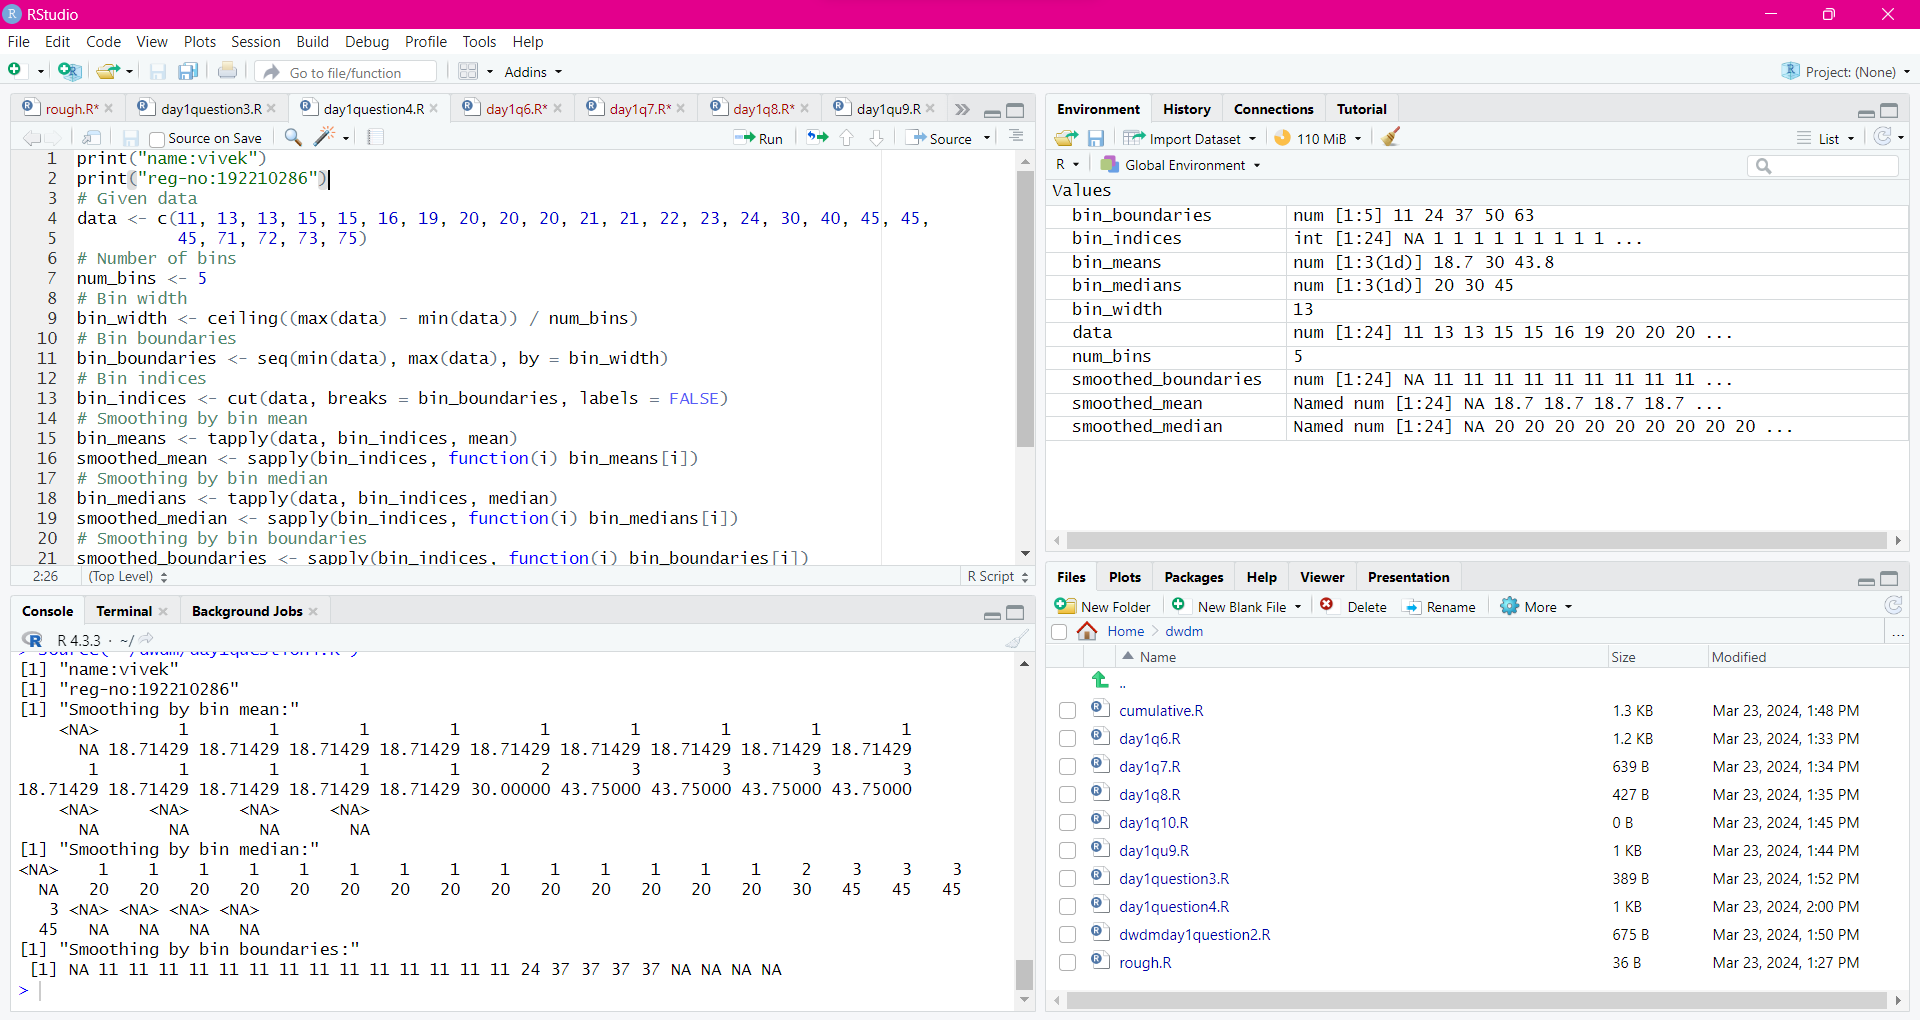 RStudio
File Edit Code View Plots Session Build Debug Profile Tools Help
Go to file/function Addins Project: (None)
rough.R* day1question3.R day1question4.R day1q6.R* day1q7.R* day1q8.R* day1qu9.R
Source on Save Run Source
1 print("name:vivek")
2 print("reg-no:192210286")
3 # Given data
4 data <- c(11, 13, 13, 15, 15, 16, 19, 20, 20, 20, 21, 21, 22, 23, 24, 30, 40, 45, 45,
5 45, 71, 72, 73, 75)
6 # Number of bins
7 num_bins <- 5
8 # Bin width
9 bin_width <- ceiling((max(data) - min(data)) / num_bins)
10 # Bin boundaries
11 bin_boundaries <- seq(min(data), max(data), by = bin_width)
12 # Bin indices
13 bin_indices <- cut(data, breaks = bin_boundaries, labels = FALSE)
14 # Smoothing by bin mean
15 bin_means <- tapply(data, bin_indices, mean)
16 smoothed_mean <- sapply(bin_indices, function(i) bin_means[i])
17 # Smoothing by bin median
18 bin_medians <- tapply(data, bin_indices, median)
19 smoothed_median <- sapply(bin_indices, function(i) bin_medians[i])
20 # Smoothing by bin boundaries
21 smoothed_boundaries <- sapply(bin_indices, function(i) bin_boundaries[i])
2:26 (Top Level) R Script
Console Terminal Background Jobs
R 4.3.3 · ~/
> source("~/dwdm/day1question4.R")
[1] "name:vivek"
[1] "reg-no:192210286"
[1] "Smoothing by bin mean:"
<NA> 1 1 1 1 1 1 1 1 1
NA 18.71429 18.71429 18.71429 18.71429 18.71429 18.71429 18.71429 18.71429 18.71429
1 1 1 1 1 2 3 3 3 3
18.71429 18.71429 18.71429 18.71429 18.71429 30.00000 43.75000 43.75000 43.75000 43.75000
<NA> <NA> <NA> <NA>
NA NA NA NA
[1] "Smoothing by bin median:"
<NA> 1 1 1 1 1 1 1 1 1 1 1 1 1 1 2 3 3 3
NA 20 20 20 20 20 20 20 20 20 20 20 20 20 20 30 45 45 45
3 <NA> <NA> <NA> <NA>
45 NA NA NA NA
[1] "Smoothing by bin boundaries:"
[1] NA 11 11 11 11 11 11 11 11 11 11 11 11 11 11 24 37 37 37 37 NA NA NA NA
>
Environment History Connections Tutorial
Import Dataset 110 MiB List
R Global Environment
Values
bin_boundaries num [1:5] 11 24 37 50 63
bin_indices int [1:24] NA 1 1 1 1 1 1 1 1 1 ...
bin_means num [1:3(1d)] 18.7 30 43.8
bin_medians num [1:3(1d)] 20 30 45
bin_width 13
data num [1:24] 11 13 13 15 15 16 19 20 20 20 ...
num_bins 5
smoothed_boundaries num [1:24] NA 11 11 11 11 11 11 11 11 11 ...
smoothed_mean Named num [1:24] NA 18.7 18.7 18.7 18.7 ...
smoothed_median Named num [1:24] NA 20 20 20 20 20 20 20 20 20 ...
Files Plots Packages Help Viewer Presentation
New Folder New Blank File Delete Rename More
Home dwdm ...
Name Size Modified
..
cumulative.R 1.3 KB Mar 23, 2024, 1:48 PM
day1q6.R 1.2 KB Mar 23, 2024, 1:33 PM
day1q7.R 639 B Mar 23, 2024, 1:34 PM
day1q8.R 427 B Mar 23, 2024, 1:35 PM
day1q10.R 0 B Mar 23, 2024, 1:45 PM
day1qu9.R 1 KB Mar 23, 2024, 1:44 PM
day1question3.R 389 B Mar 23, 2024, 1:52 PM
day1question4.R 1 KB Mar 23, 2024, 2:00 PM
dwdmday1question2.R 675 B Mar 23, 2024, 1:50 PM
rough.R 36 B Mar 23, 2024, 1:27 PM